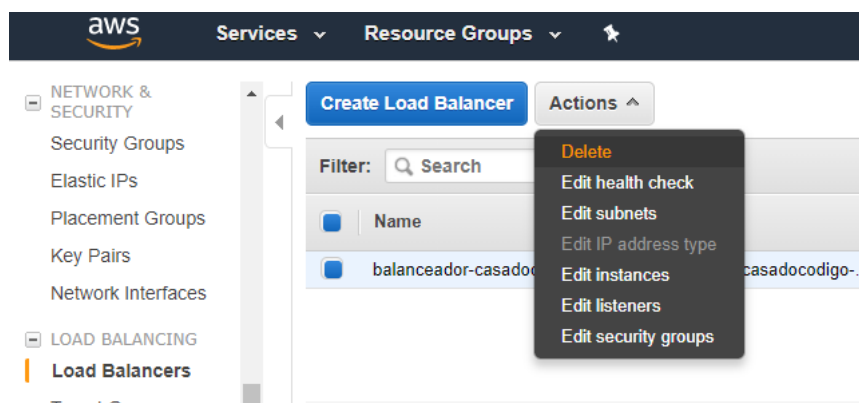 aws
Services
Resource Groups
NETWORK &
SECURITY
Security Groups
Elastic IPs
Placement Groups
Key Pairs
Network Interfaces
LOAD BALANCING
Load Balancers
Create Load Balancer
Actions
Filter:
Search
Name
balanceador-casadoc
casadocodigo-.
Delete
Edit health check
Edit subnets
Edit IP address type
Edit instances
Edit listeners
Edit security groups